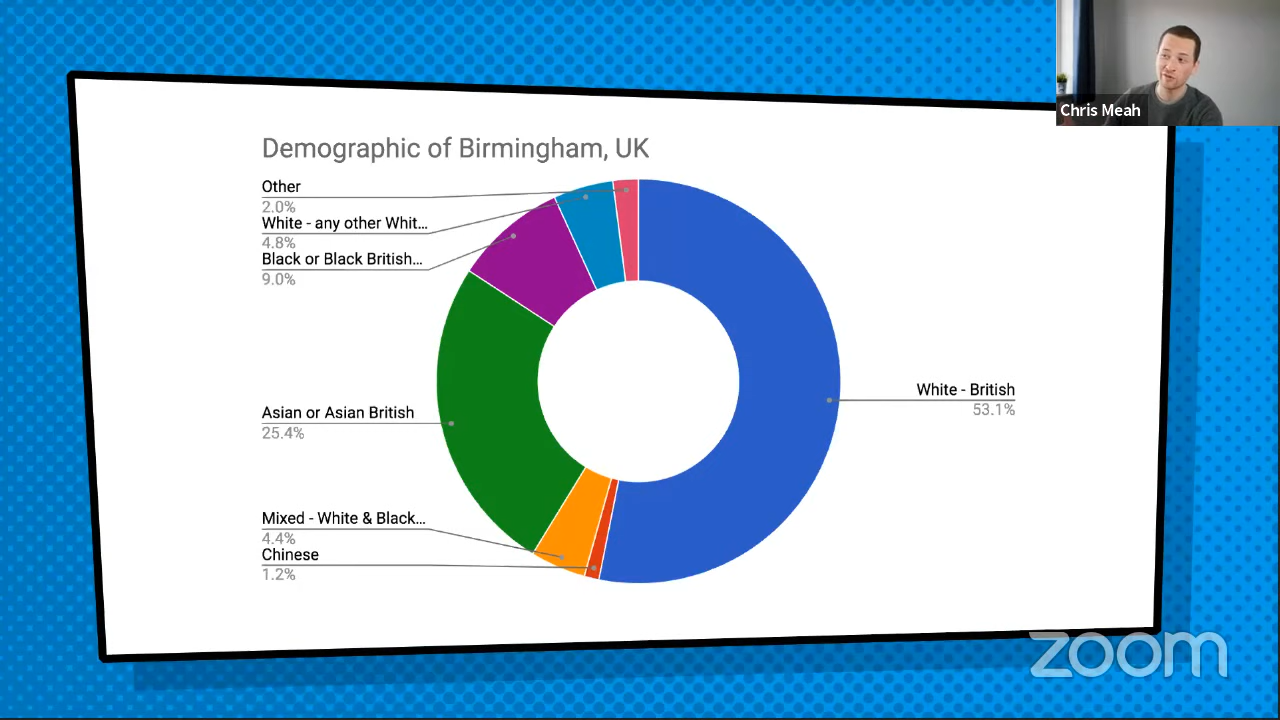 Chris Meah
Demographic of Birmingham, UK
Other
2.0%
White - any other Whit...
4.8%
Black or Black British...
9.0%
Asian or Asian British
25.4%
Mixed - White & Black...
4.4%
Chinese
1.2%
White - British
53.1%
zoom